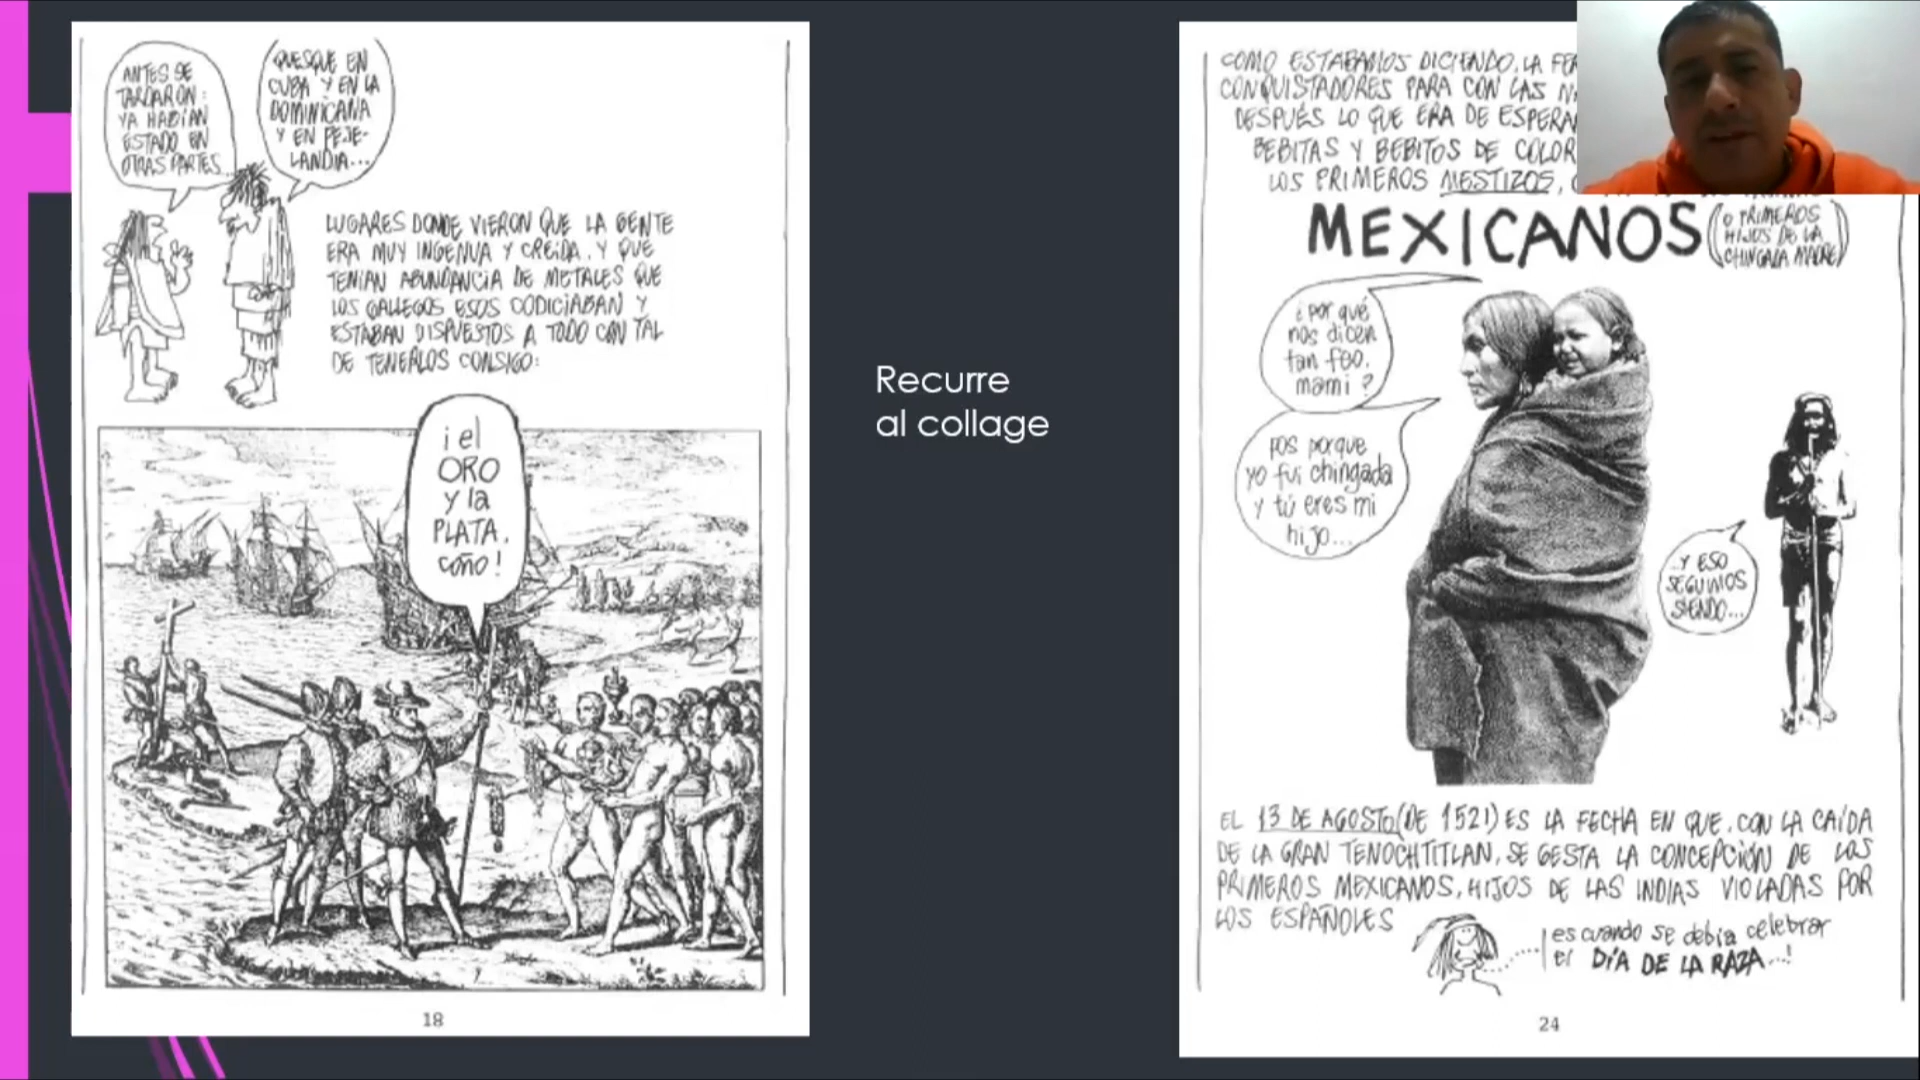 ANTES SE
TARDARON:
YA HABÍAN
ESTADO EN
OTRAS PARTES...
QUESQUE EN
CUBA Y EN LA
DOMINICANA
Y EN PEJE-
LANDIA...
LUGARES DONDE VIERON QUE LA GENTE
ERA MUY INGENUA Y CREIDA, Y QUE
TENIAN ABUNDANCIA DE METALES QUE
LOS GALLEGOS ESOS CODICIABAN Y
ESTABAN DISPUESTOS A TODO CON TAL
DE TENERLOS CONSIGO:
¡el
ORO
y la
PLATA,
coño!
18
Recurre
al collage
COMO ESTABAMOS DICIENDO, LA
CONQUISTADORES PARA CON LAS
DESPUÉS LO QUE ERA DE
BEBITAS Y BEBITOS DE COLOR
LOS PRIMEROS MESTIZOS,
MEXICANOS
(O PRIMEROS
HIJOS DE LA
CHINGADA MADRE)
¿por qué
nos dicen
tan feo,
mami?
pos porque
yo fui chingada
y tú eres mi
hijo...
...Y ESO
SEGUIMOS
SIENDO...
EL 13 DE AGOSTO (DE 1521) ES LA FECHA EN QUE, CON LA CAÍDA
DE LA GRAN TENOCHTITLAN, SE GESTA LA CONCEPCIÓN DE LOS
PRIMEROS MEXICANOS, HIJOS DE LAS INDIAS VIOLADAS POR
LOS ESPAÑOLES
es cuando se debía celebrar
el DÍA DE LA RAZA...!
24